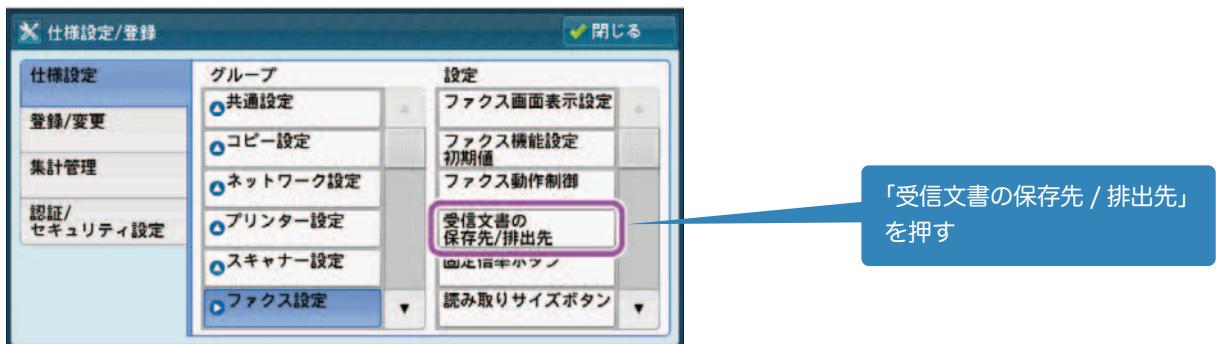 仕様設定/登録
閉じる
仕様設定
登録/変更
集計管理
認証/
セキュリティ設定
グループ
共通設定
コピー設定
ネットワーク設定
プリンター設定
スキャナー設定
ファクス設定
設定
ファクス画面表示設定
ファクス機能設定
初期値
ファクス動作制御
受信文書の
保存先/排出先
固定倍率ボタン
読み取りサイズボタン
「受信文書の保存先 / 排出先」
を押す